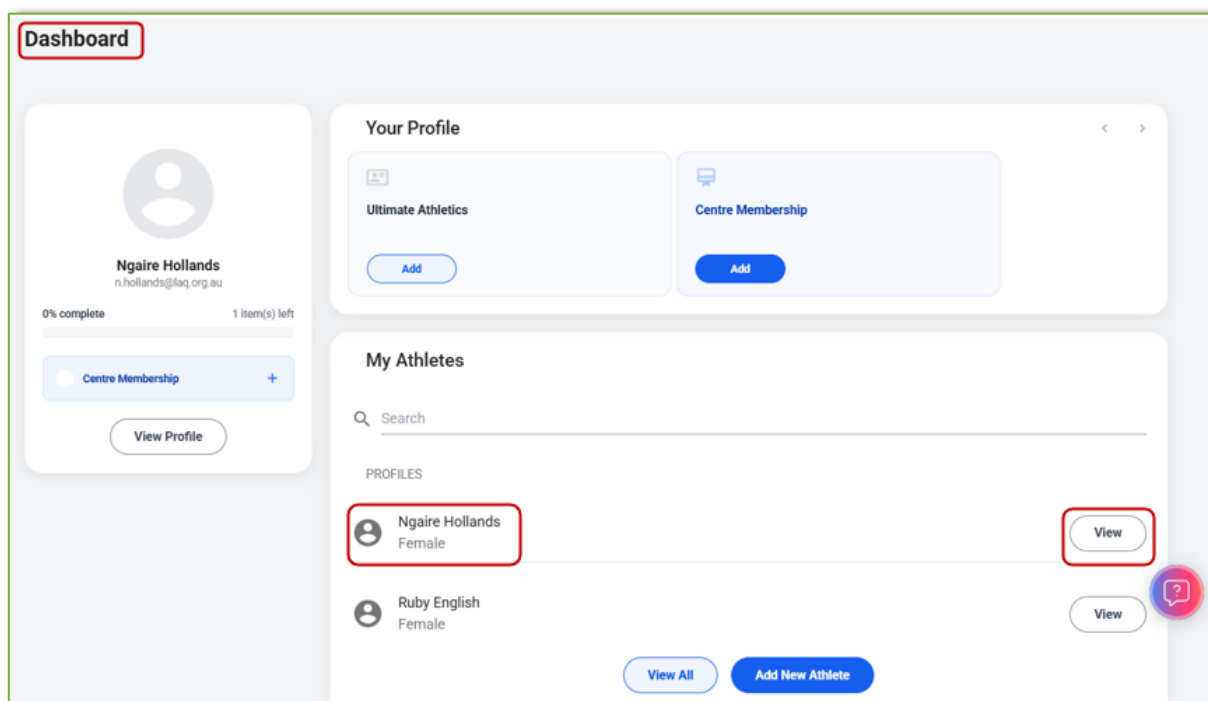 Dashboard
Ngaire Hollands
n.hollands@laq.org.au
0% complete 1 item(s) left
Centre Membership +
View Profile
Your Profile < >
Ultimate Athletics
Add
Centre Membership
Add
My Athletes
Search
PROFILES
Ngaire Hollands
Female
View
Ruby English
Female
View
View All Add New Athlete